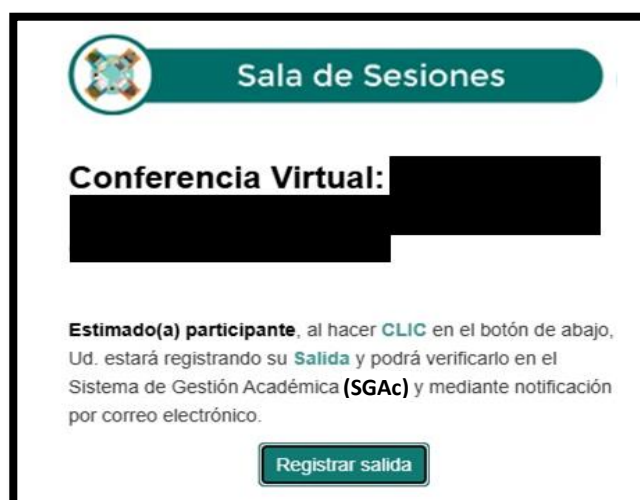 Sala de Sesiones
Conferencia Virtual:
Estimado(a) participante, al hacer CLIC en el botón de abajo,
Ud. estará registrando su Salida y podrá verificarlo en el
Sistema de Gestión Académica (SGAc) y mediante notificación
por correo electrónico.
Registrar salida